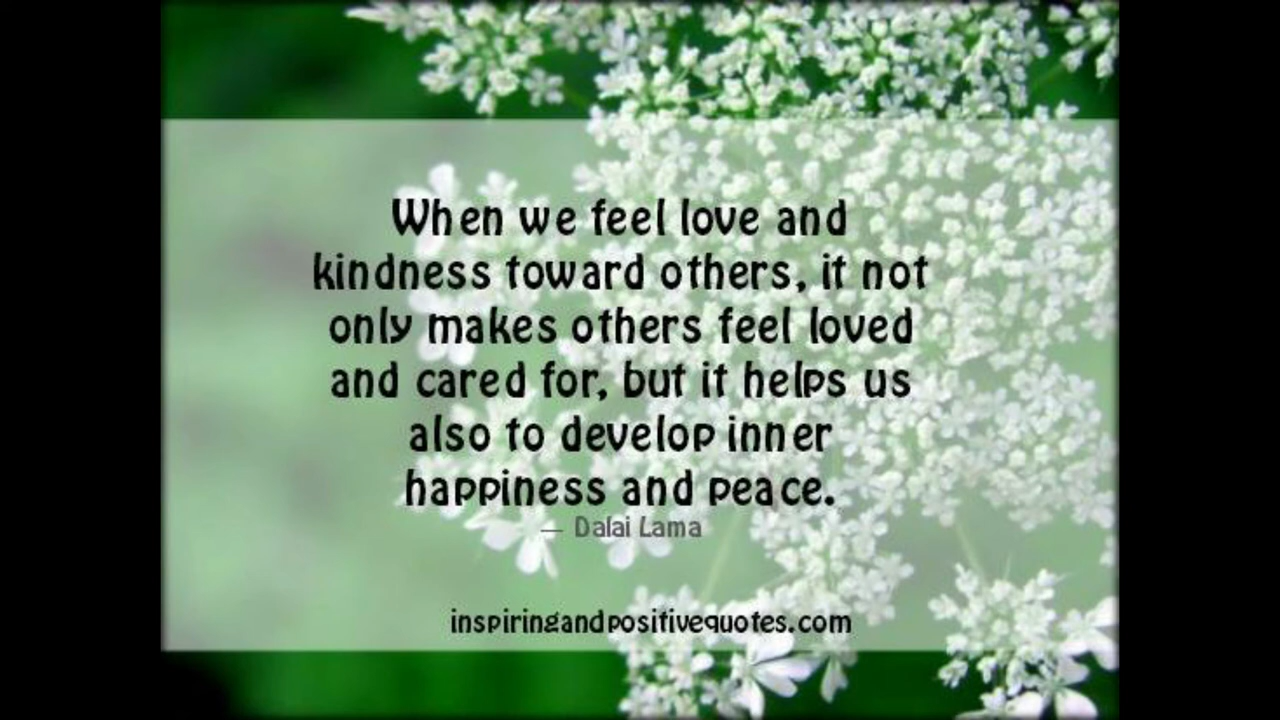 When we feel love and
kindness toward others, it not
only makes others feel loved
and cared for, but it helps us
also to develop inner
happiness and peace.
— Dalai Lama
inspiringandpositivequotes.com